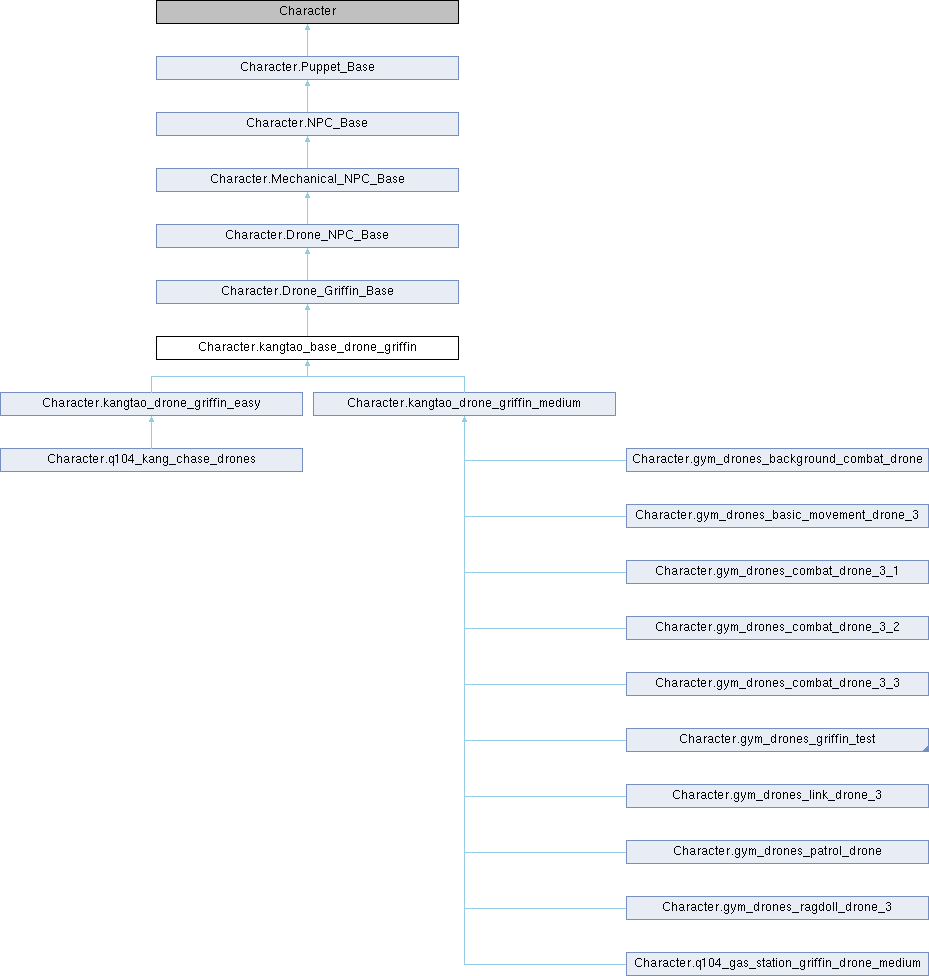 Character
Character.Puppet_Base
Character.NPC_Base
Character.Mechanical_NPC_Base
Character.Drone_NPC_Base
Character.Drone_Griffin_Base
Character.kangtao_base_drone_griffin
Character.kangtao_drone_griffin_easy
Character.kangtao_drone_griffin_medium
Character.q104_kang_chase_drones
Character.gym_drones_background_combat_drone
Character.gym_drones_basic_movement_drone_3
Character.gym_drones_combat_drone_3_1
Character.gym_drones_combat_drone_3_2
Character.gym_drones_combat_drone_3_3
Character.gym_drones_griffin_test
Character.gym_drones_link_drone_3
Character.gym_drones_patrol_drone
Character.gym_drones_ragdoll_drone_3
Character.q104_gas_station_griffin_drone_medium